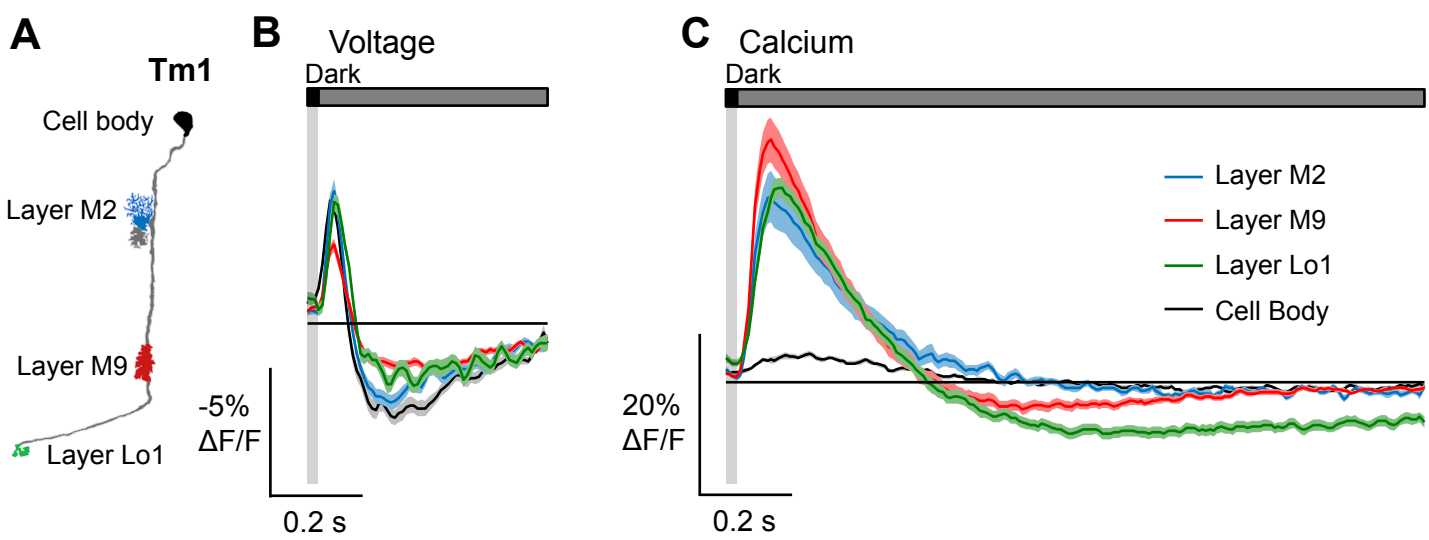 A
Tm1
Cell body
Layer M2
Layer M9
Layer Lo1
B
Voltage
Dark
-5%
ΔF/F
0.2 s
C
Calcium
Dark
Layer M2
Layer M9
Layer Lo1
Cell Body
20%
ΔF/F
0.2 s